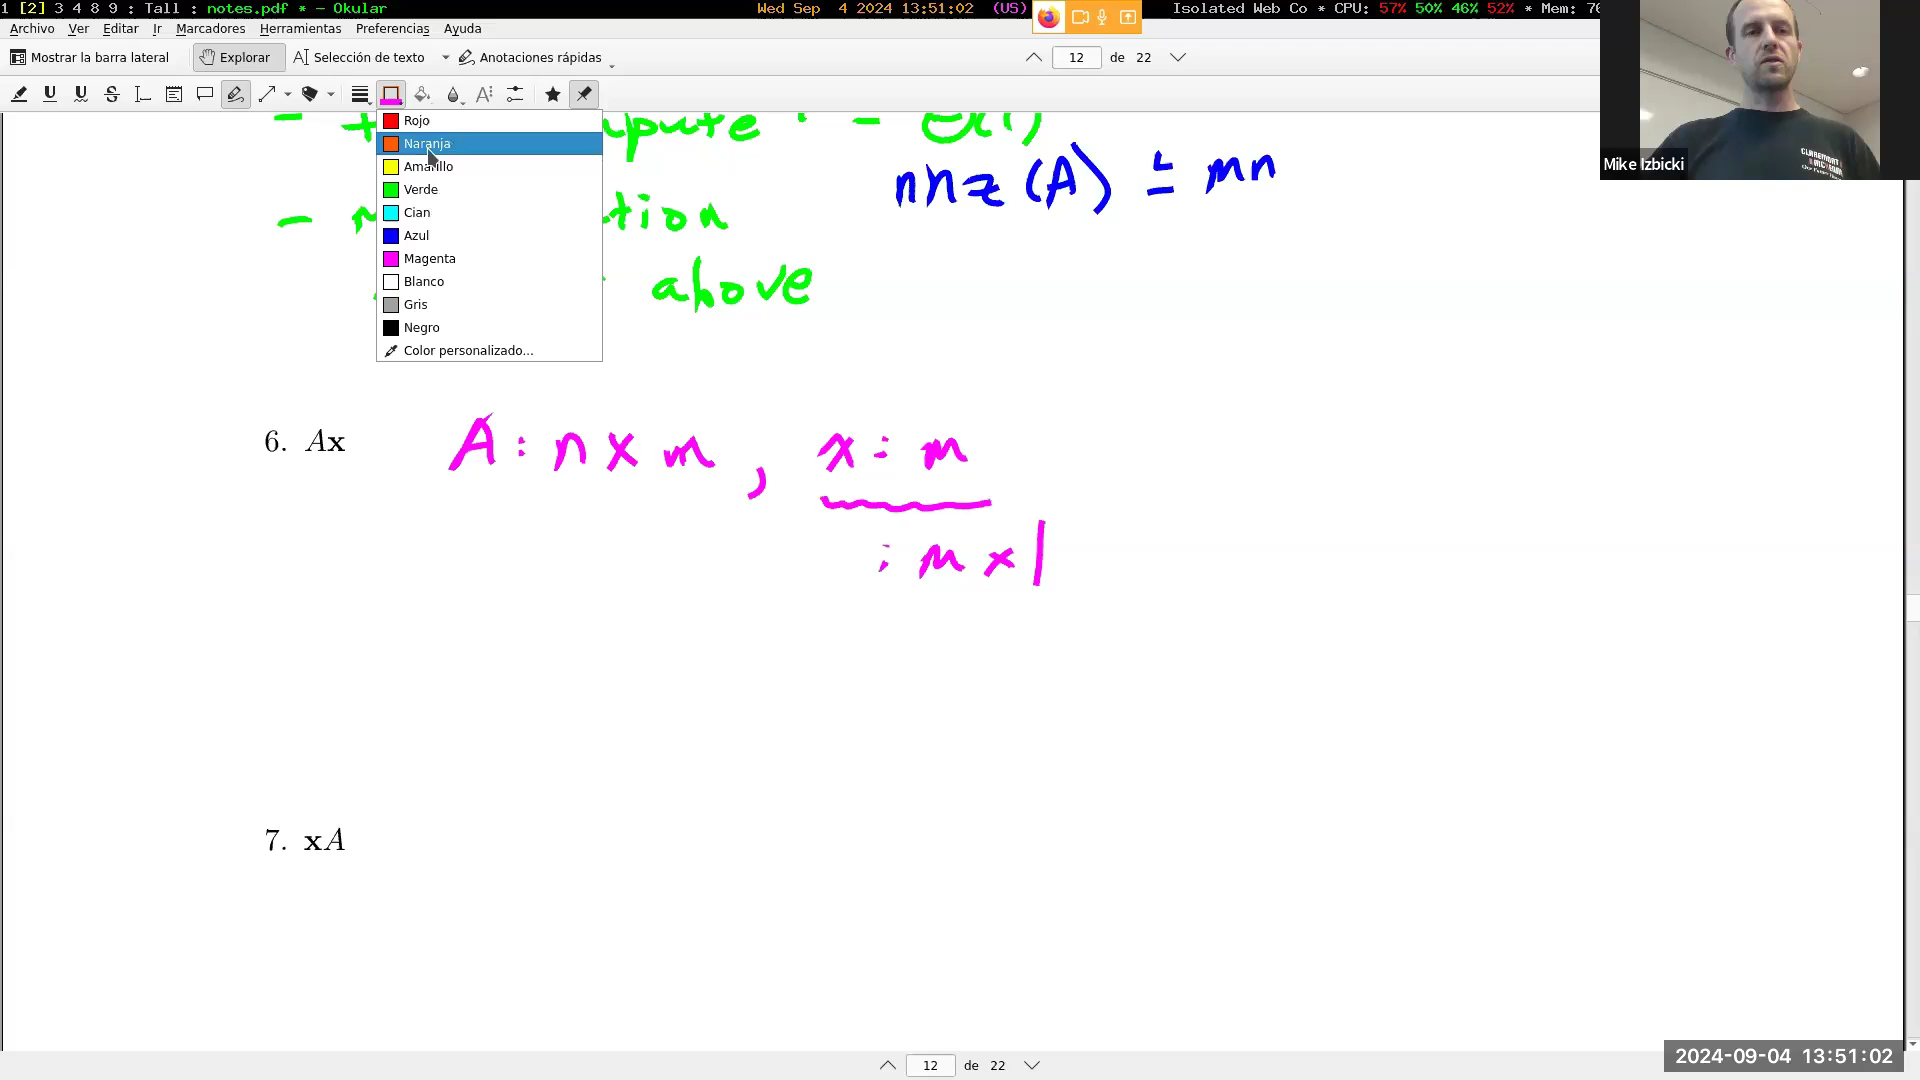 1 [2] 3 4 8 9 : Tall : notes.pdf * - Okular
Wed Sep 4 2024 13:51:02 (US)
Isolated Web Co * CPU: 57% 50% 46% 52% * Mem:
Archivo Ver Editar Ir Marcadores Herramientas Preferencias Ayuda
Mostrar la barra lateral Explorar Selección de texto Anotaciones rápidas
12 de 22
Rojo
Naranja
Amarillo
Verde
Cian
Azul
Magenta
Blanco
Gris
Negro
Color personalizado...
nnz (A) ≤ mn
above
6. Ax A : n x m , x : m
: m x 1
7. xA
Mike Izbicki
CLAREMONT
12 de 22
2024-09-04 13:51:02